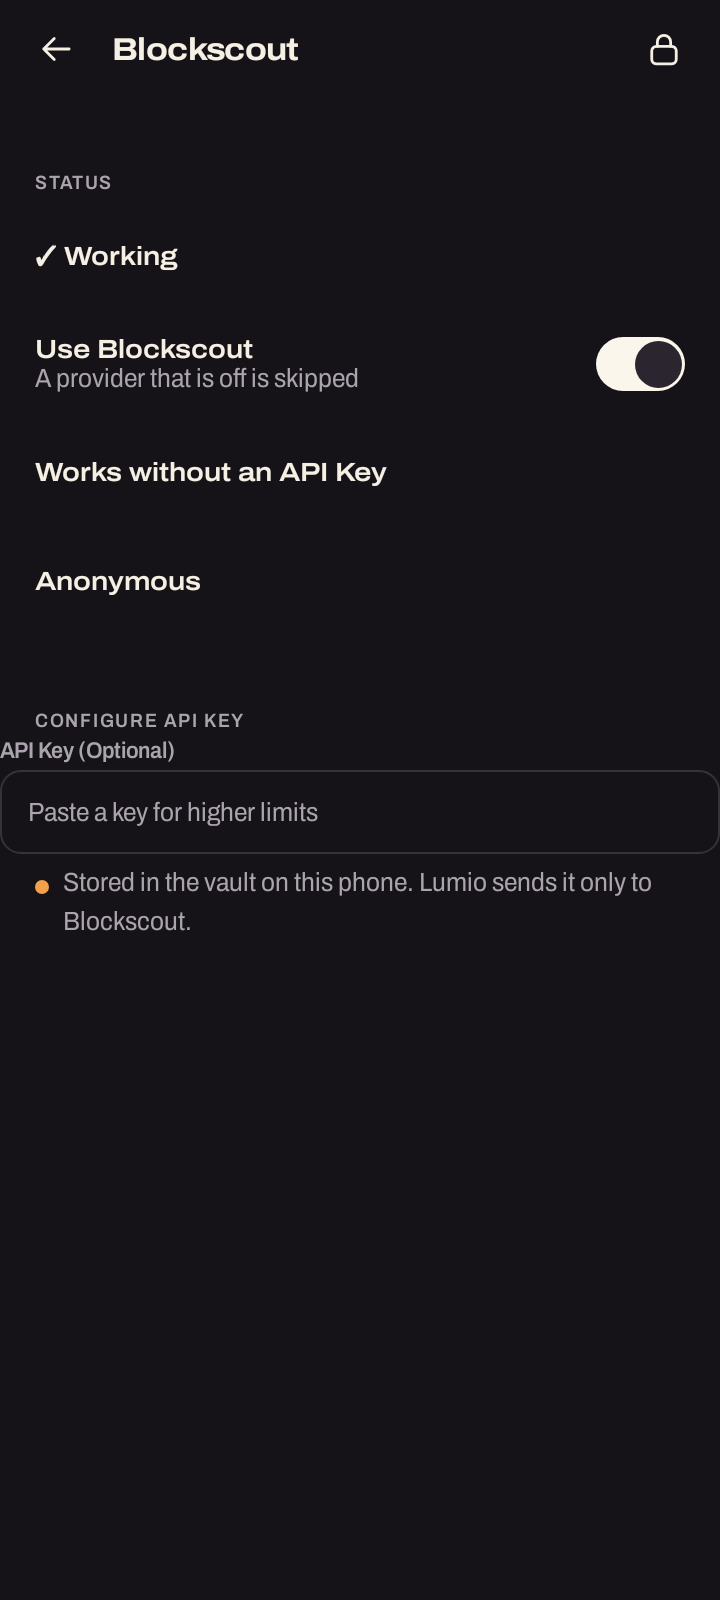 Blockscout
STATUS
✓ Working
Use Blockscout
A provider that is off is skipped
Works without an API Key
Anonymous
CONFIGURE API KEY
API Key (Optional)
Paste a key for higher limits
Stored in the vault on this phone. Lumio sends it only to
Blockscout.